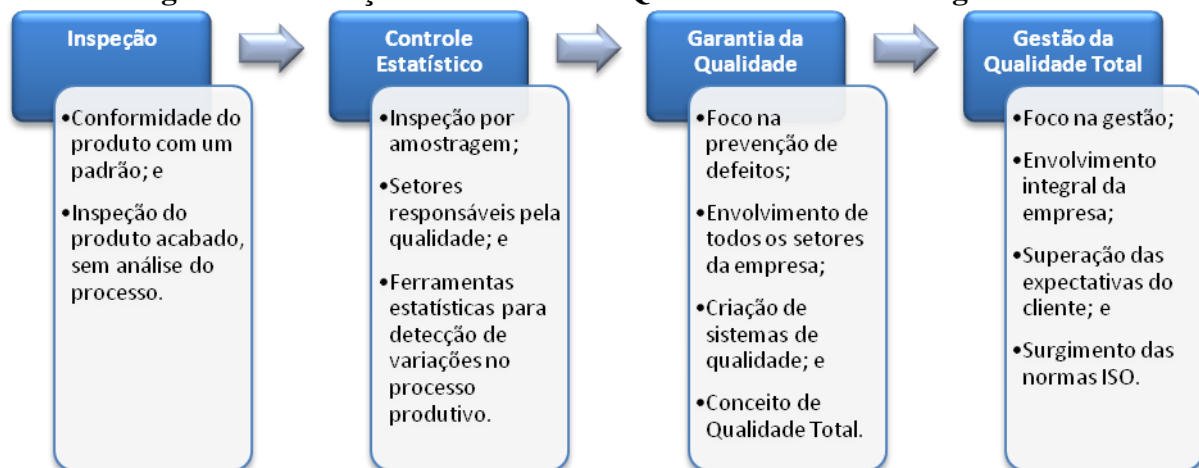 Inspeção
•Conformidade do
produto com um
padrão; e
•Inspeção do
produto acabado,
sem análise do
processo.
Controle
Estatístico
•Inspeção por
amostragem;
•Setores
responsáveis pela
qualidade; e
•Ferramentas
estatísticas para
detecção de
variações no
processo
produtivo.
Garantia da
Qualidade
•Foco na
prevenção de
defeitos;
•Envolvimento de
todos os setores
da empresa;
•Criação de
sistemas de
qualidade; e
•Conceito de
Qualidade Total.
Gestão da
Qualidade Total
•Foco na gestão;
•Envolvimento
integral da
empresa;
•Superação das
expectativas do
cliente; e
•Surgimento das
normas ISO.